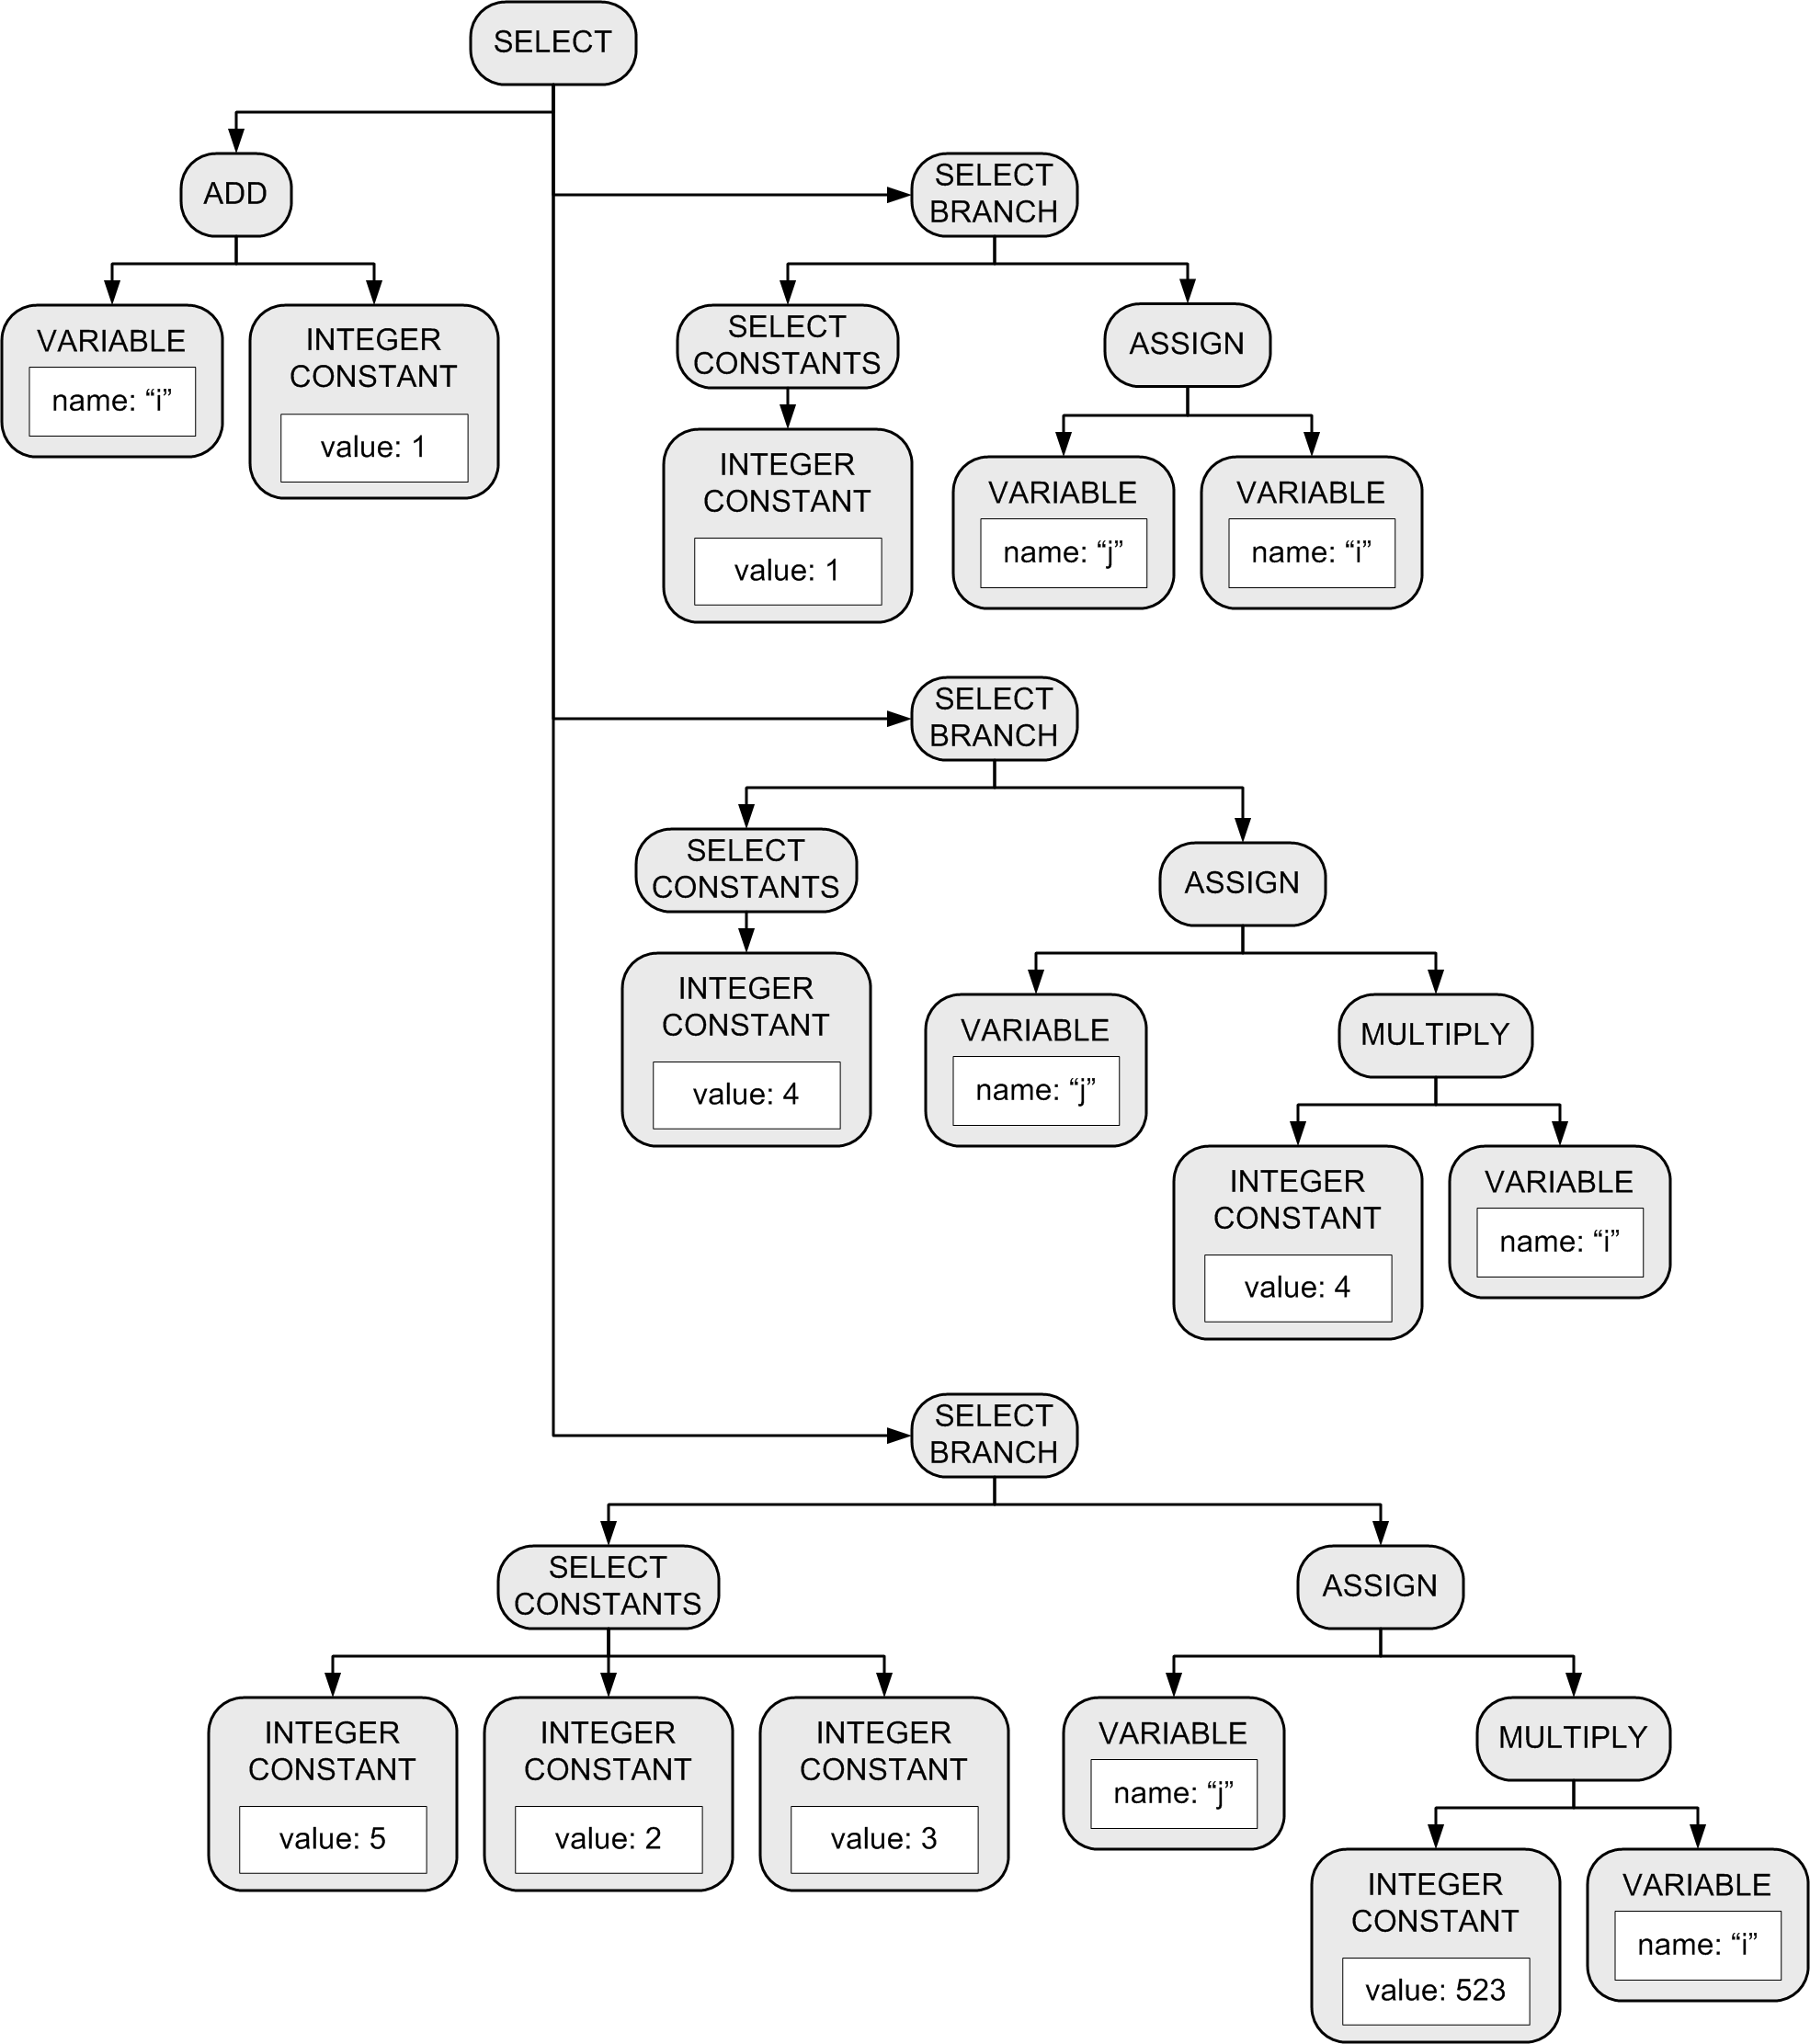 SELECT
ADD
VARIABLE
name: “i”
INTEGER
CONSTANT
value: 1
SELECT
BRANCH
SELECT
CONSTANTS
INTEGER
CONSTANT
value: 1
ASSIGN
VARIABLE
name: “j”
VARIABLE
name: “i”
SELECT
BRANCH
SELECT
CONSTANTS
INTEGER
CONSTANT
value: 4
ASSIGN
VARIABLE
name: “j”
MULTIPLY
INTEGER
CONSTANT
value: 4
VARIABLE
name: “i”
SELECT
BRANCH
SELECT
CONSTANTS
INTEGER
CONSTANT
value: 5
INTEGER
CONSTANT
value: 2
INTEGER
CONSTANT
value: 3
ASSIGN
VARIABLE
name: “j”
MULTIPLY
INTEGER
CONSTANT
value: 523
VARIABLE
name: “i”